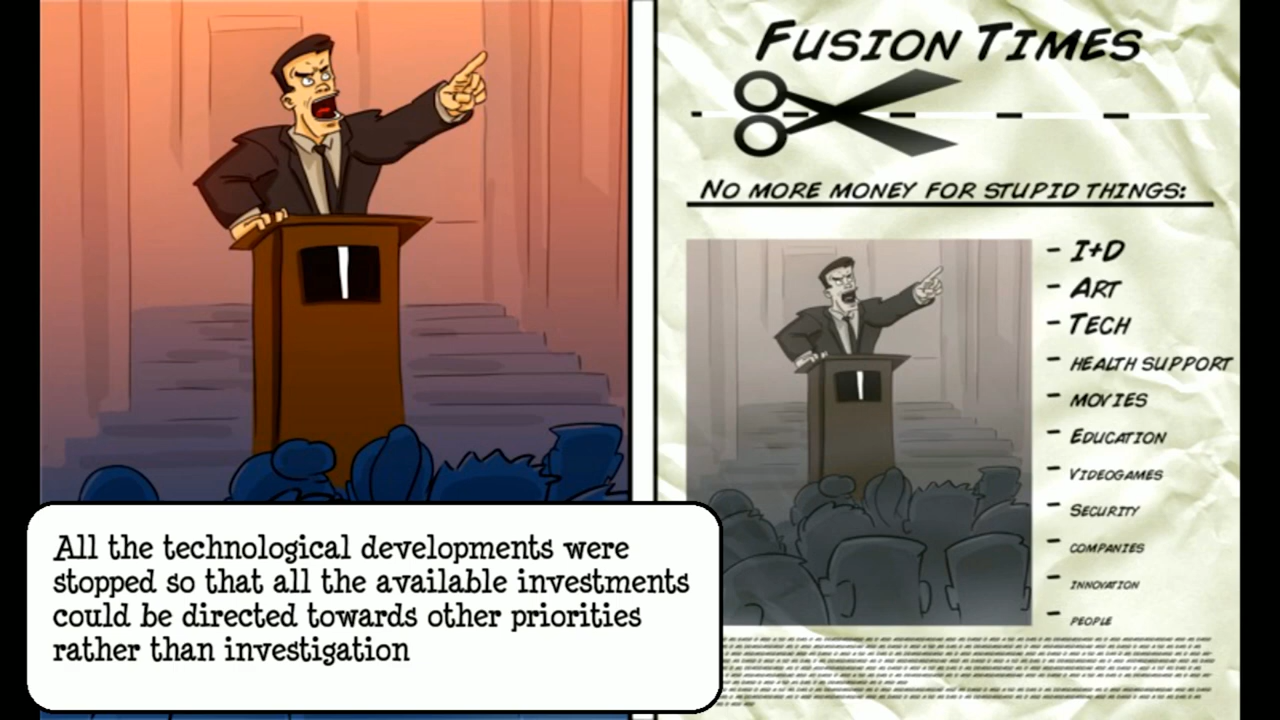 FUSION TIMES
NO MORE MONEY FOR STUPID THINGS:
- I+D
- ART
- TECH
- HEALTH SUPPORT
- MOVIES
- EDUCATION
- VIDEOGAMES
- SECURITY
- COMPANIES
- INNOVATION
- PEOPLE
All the technological developments were
stopped so that all the available investments
could be directed towards other priorities
rather than investigation